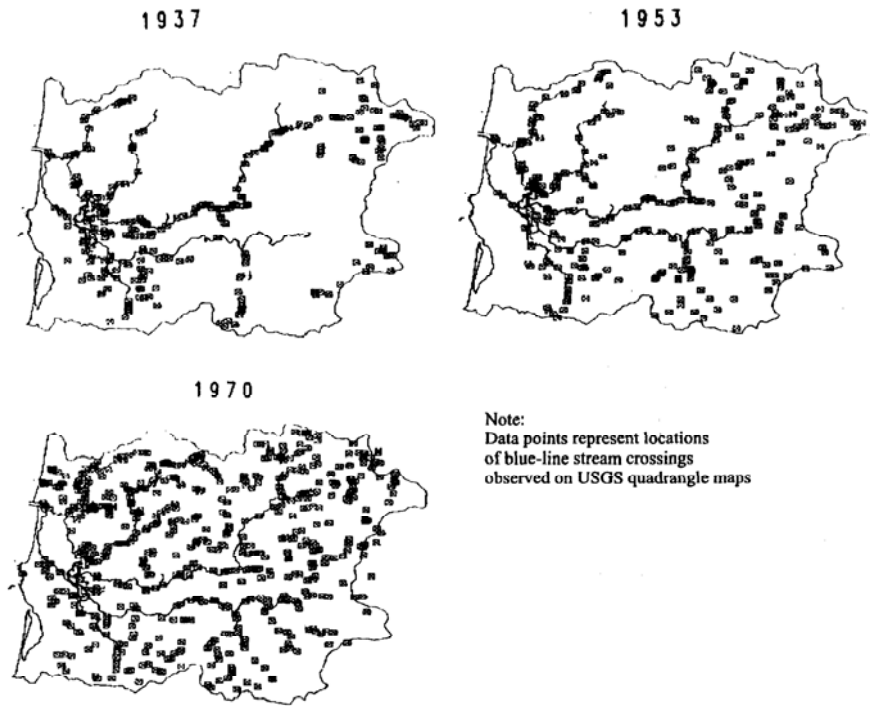 1937
1953
1970
Note:
Data points represent locations
of blue-line stream crossings
observed on USGS quadrangle maps